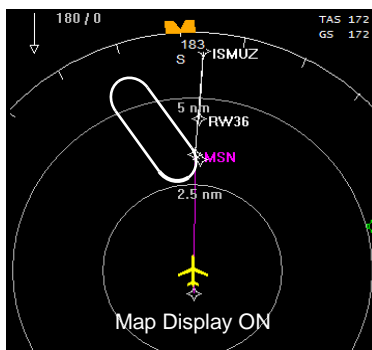 180 / 0
TAS 172
GS 172
183
S
ISMUZ
5 nm
RW36
MSN
2.5 nm
Map Display ON